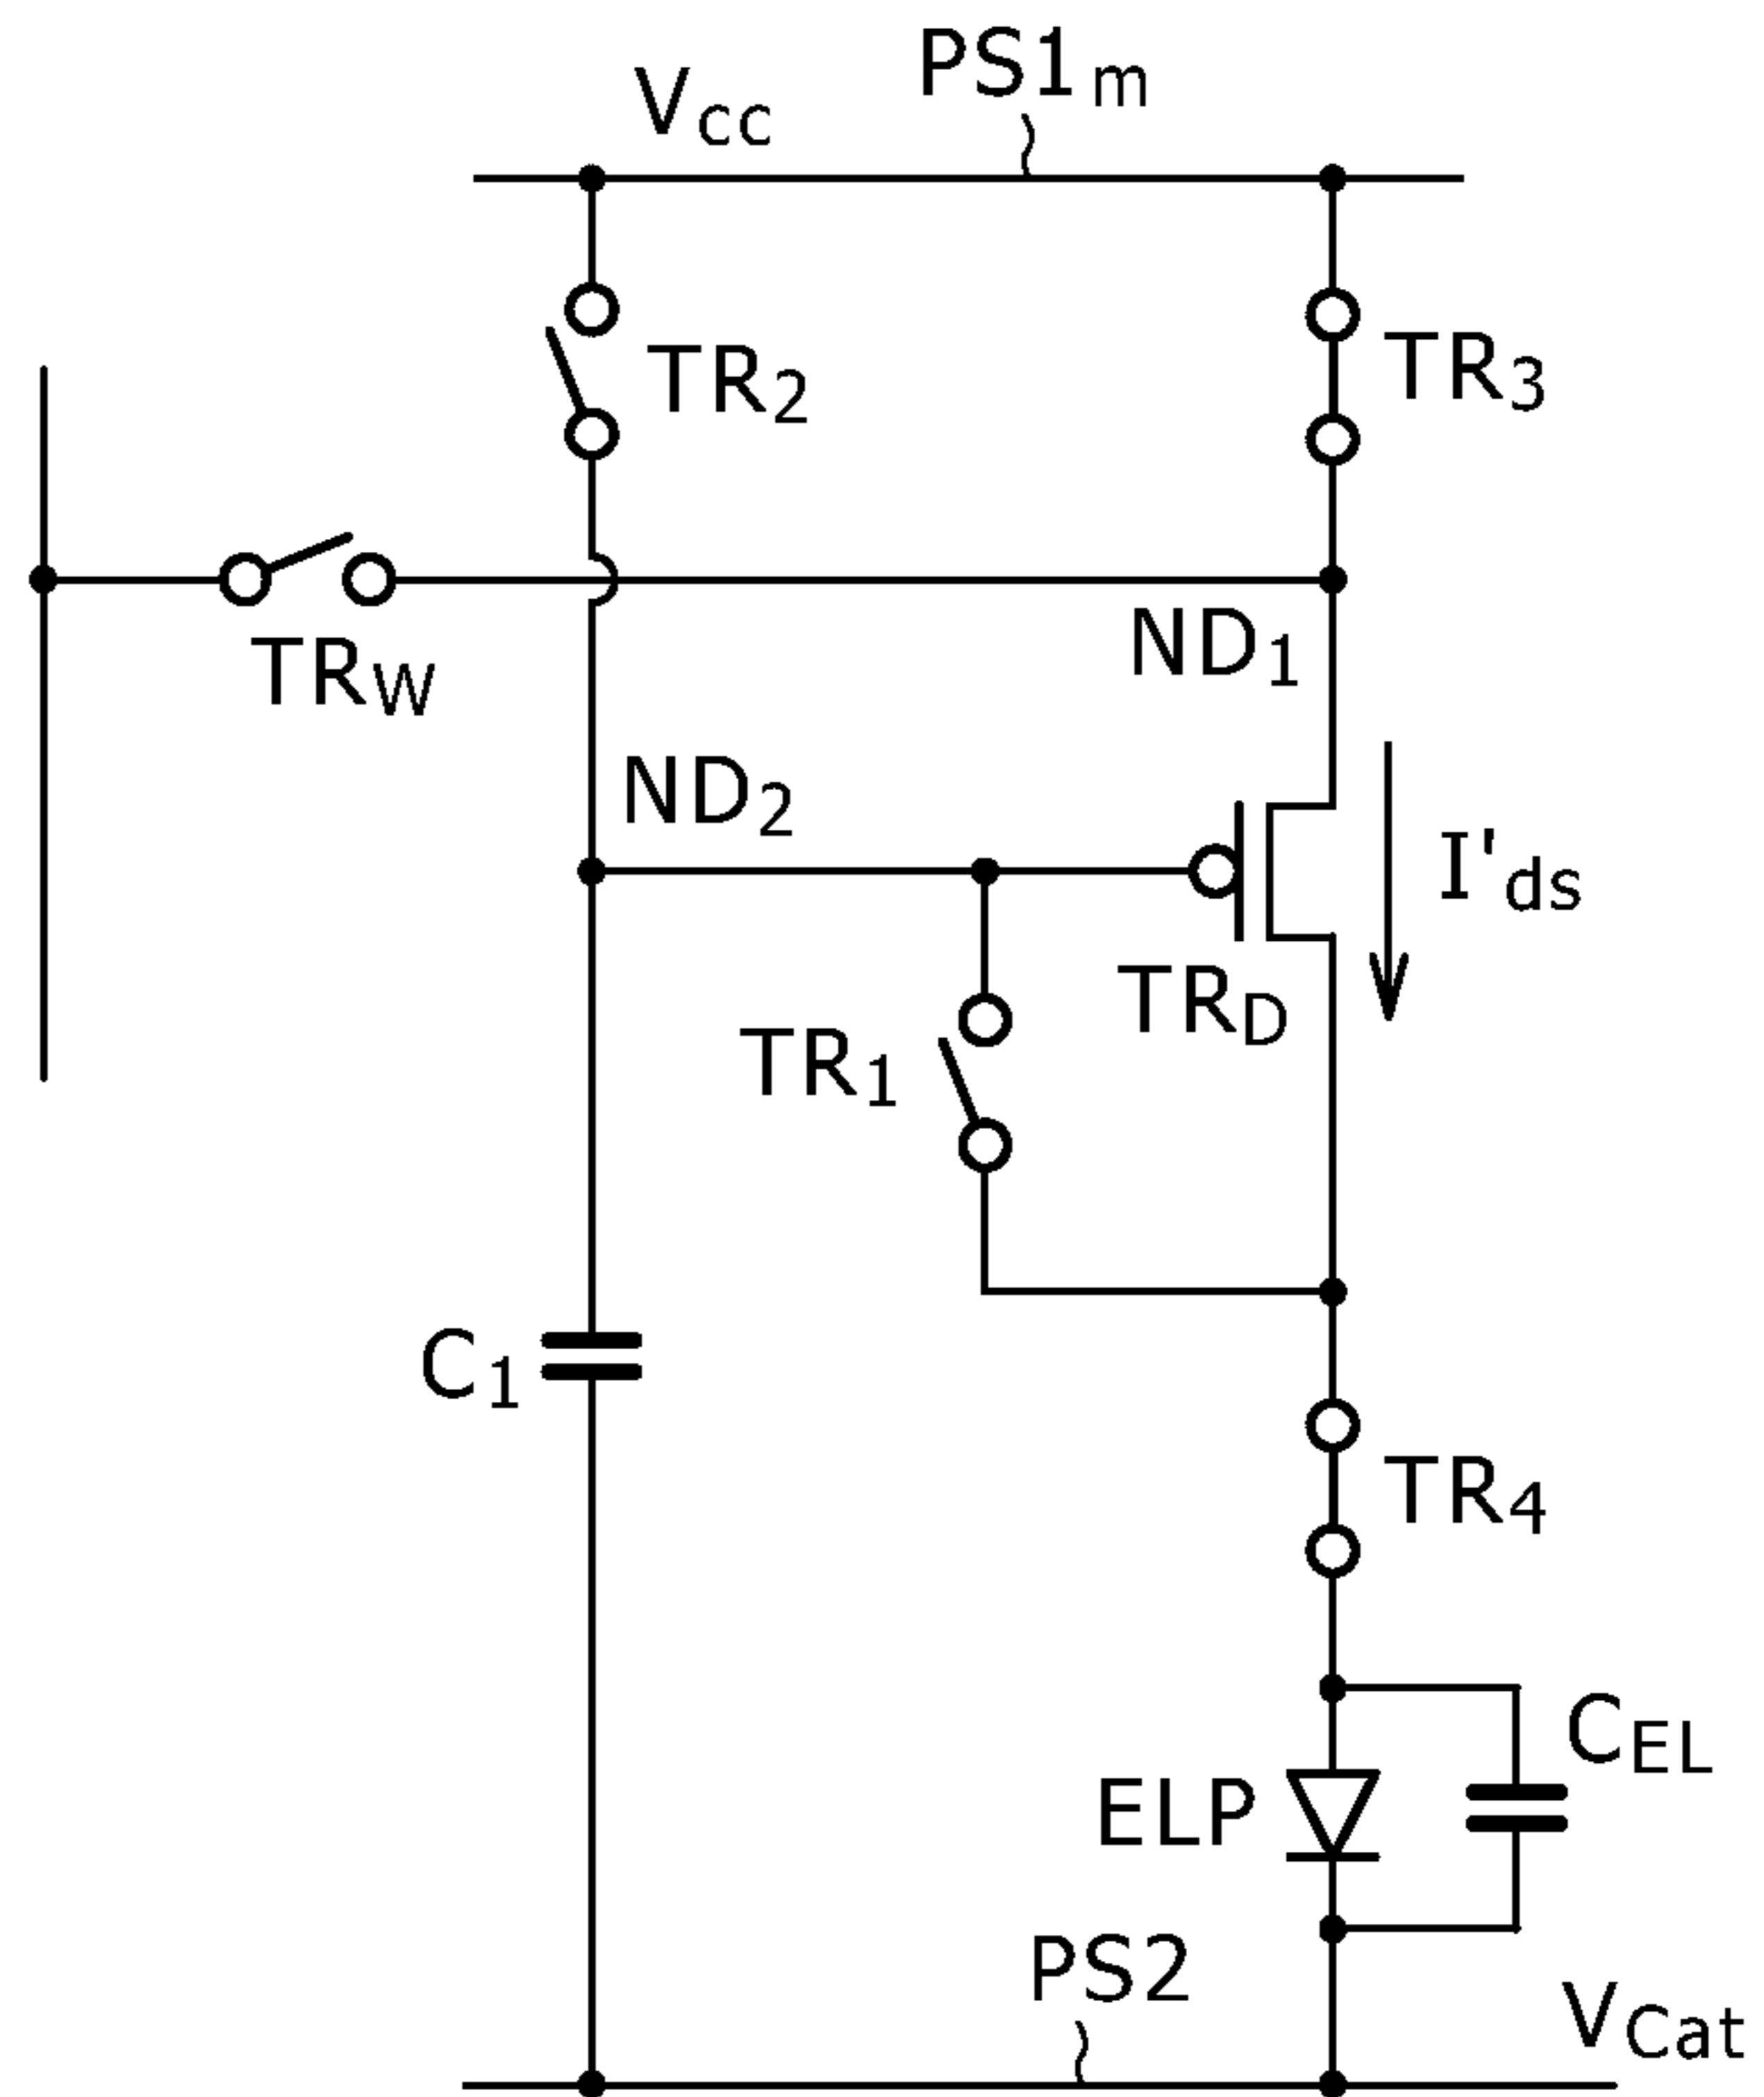 PS1m
Vcc
TR2
TR3
TRW
ND1
ND2
I'ds
TRD
TR1
C1
TR4
CEL
ELP
PS2
VCat